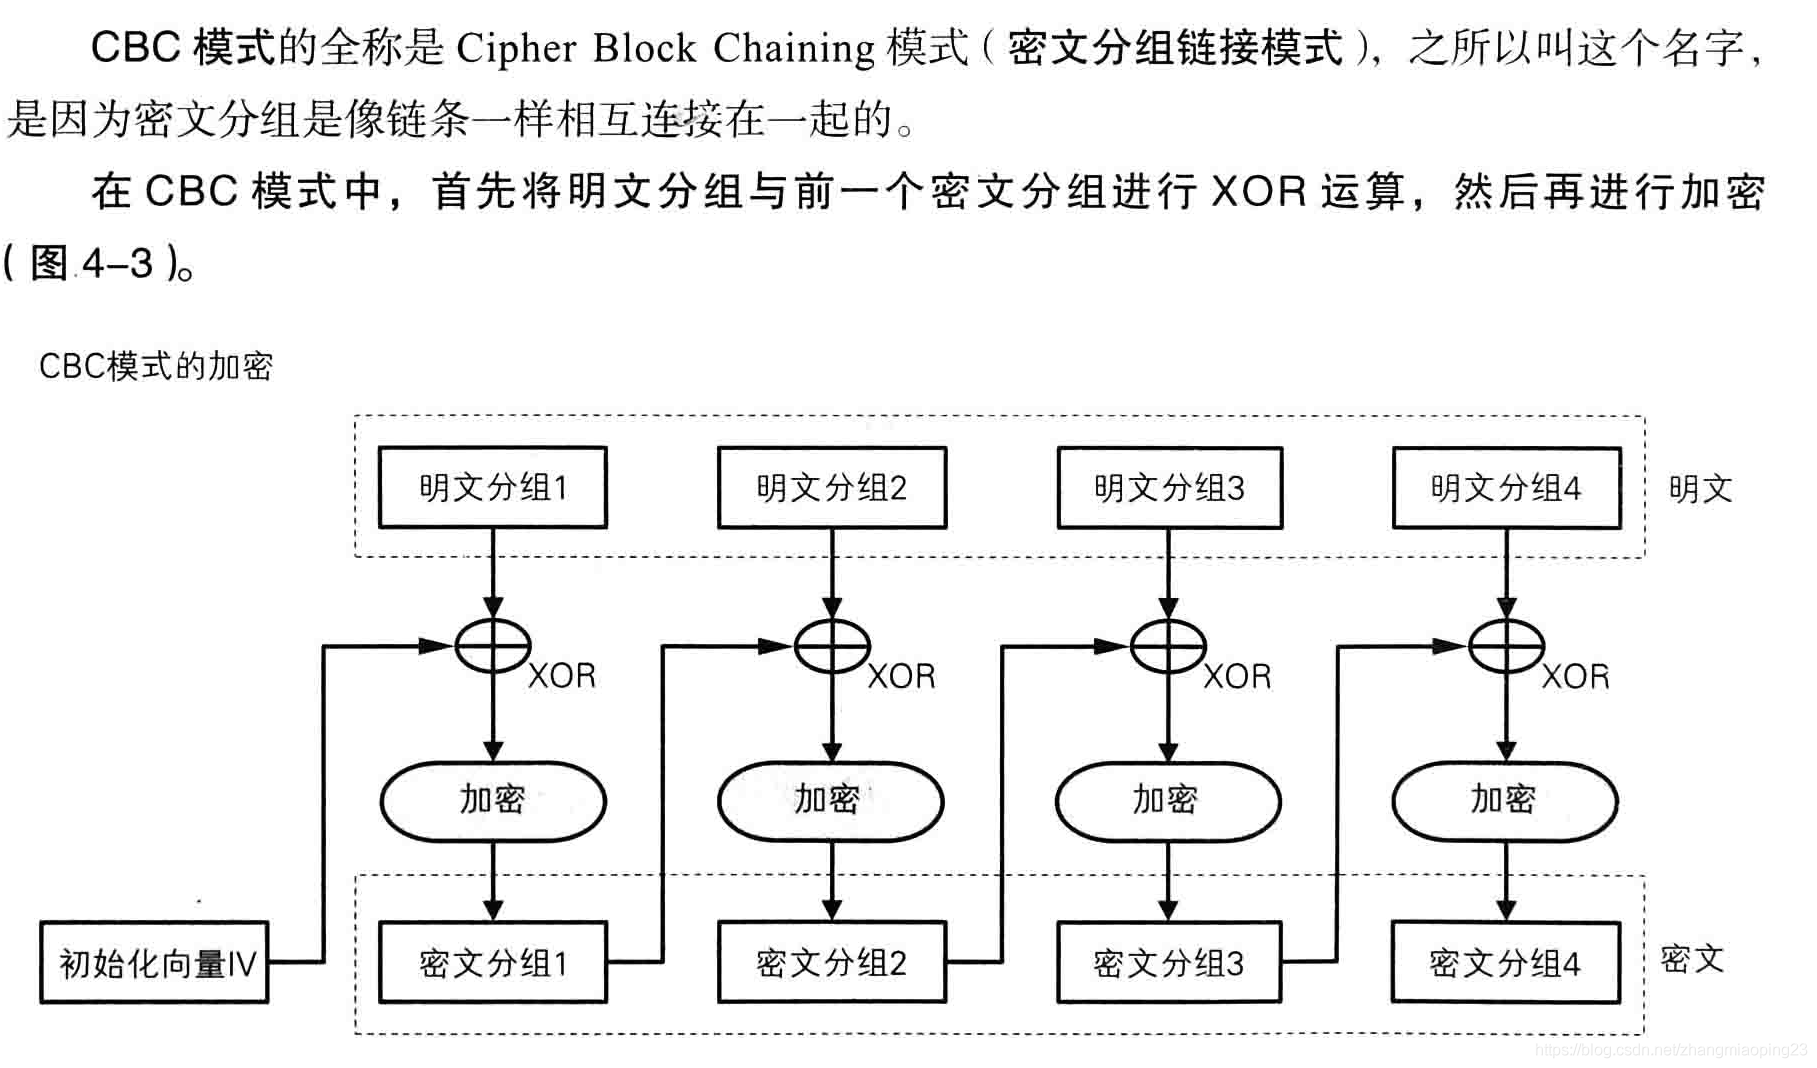 CBC 模式的全称是 Cipher Block Chaining 模式（密文分组链接模式），之所以叫这个名字，
是因为密文分组是像链条一样相互连接在一起的。
在 CBC 模式中，首先将明文分组与前一个密文分组进行 XOR 运算，然后再进行加密
（图 4-3）。
CBC模式的加密
明文分组1 明文分组2 明文分组3 明文分组4 明文
XOR XOR XOR XOR
加密 加密 加密 加密
初始化向量IV 密文分组1 密文分组2 密文分组3 密文分组4 密文
https://blog.csdn.net/zhangmiaoping23